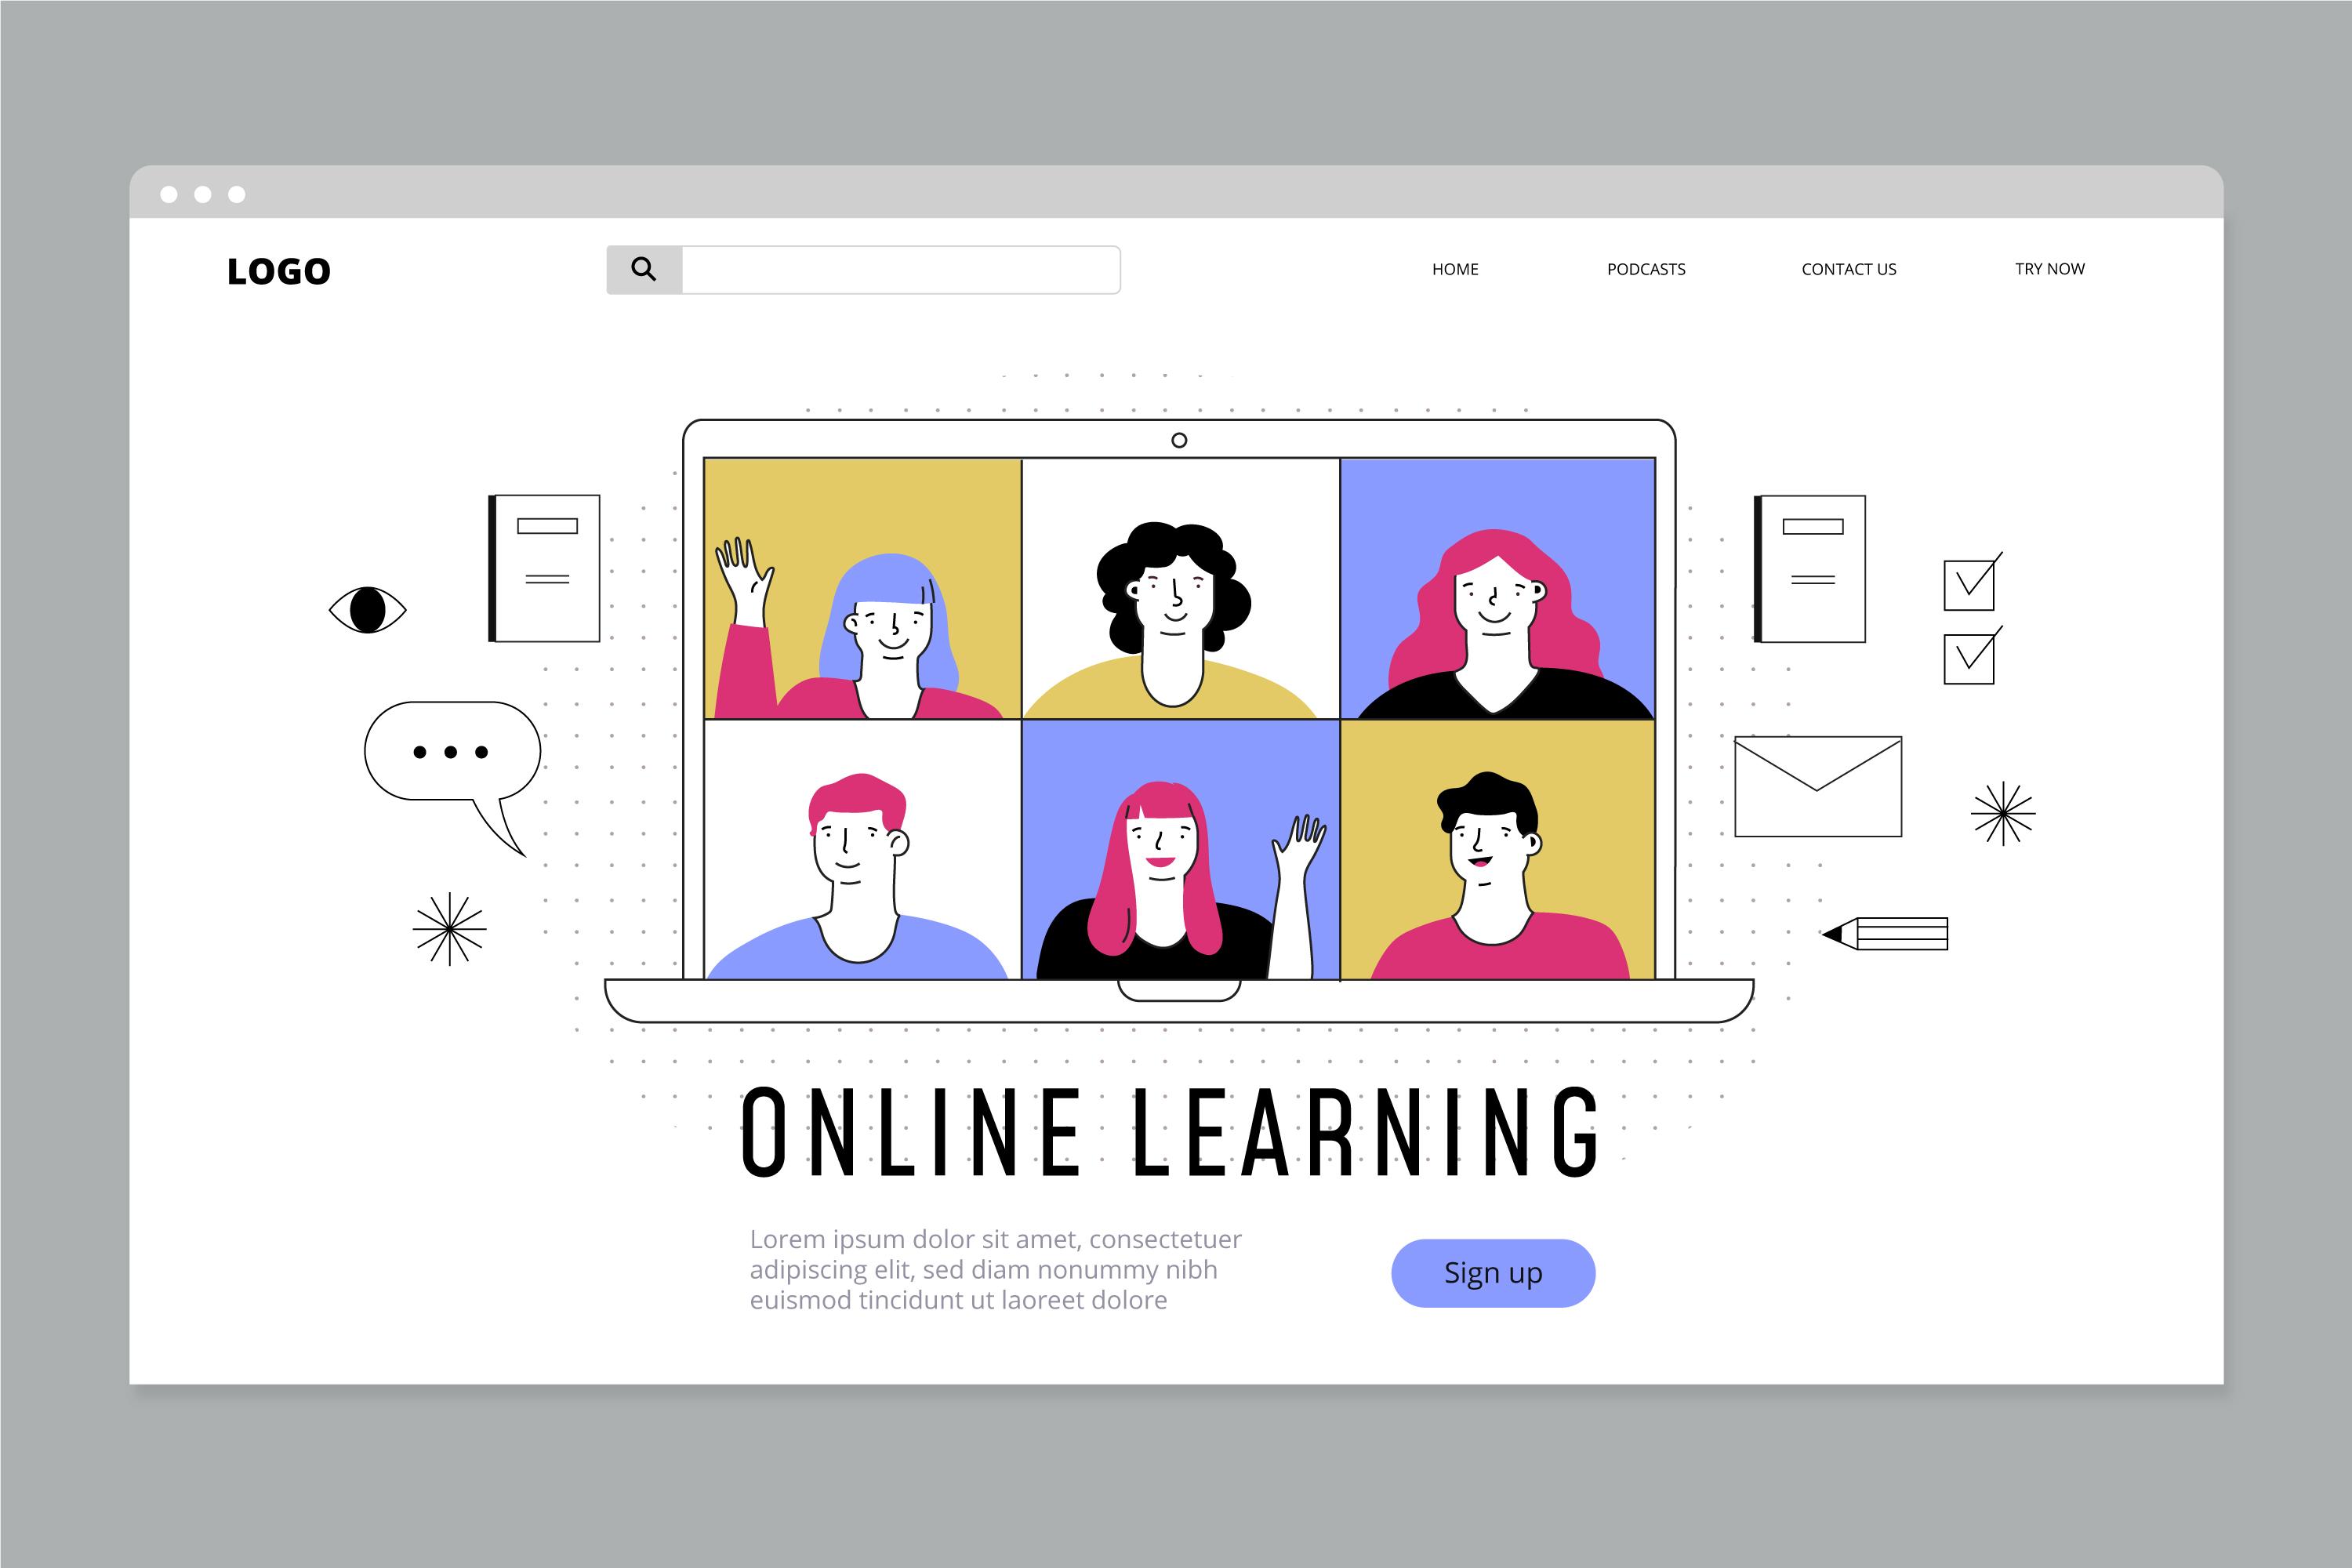 LOGO
HOME PODCASTS CONTACT US TRY NOW
ONLINE LEARNING
Lorem ipsum dolor sit amet, consectetuer
adipiscing elit, sed diam nonummy nibh
euismod tincidunt ut laoreet dolore
Sign up